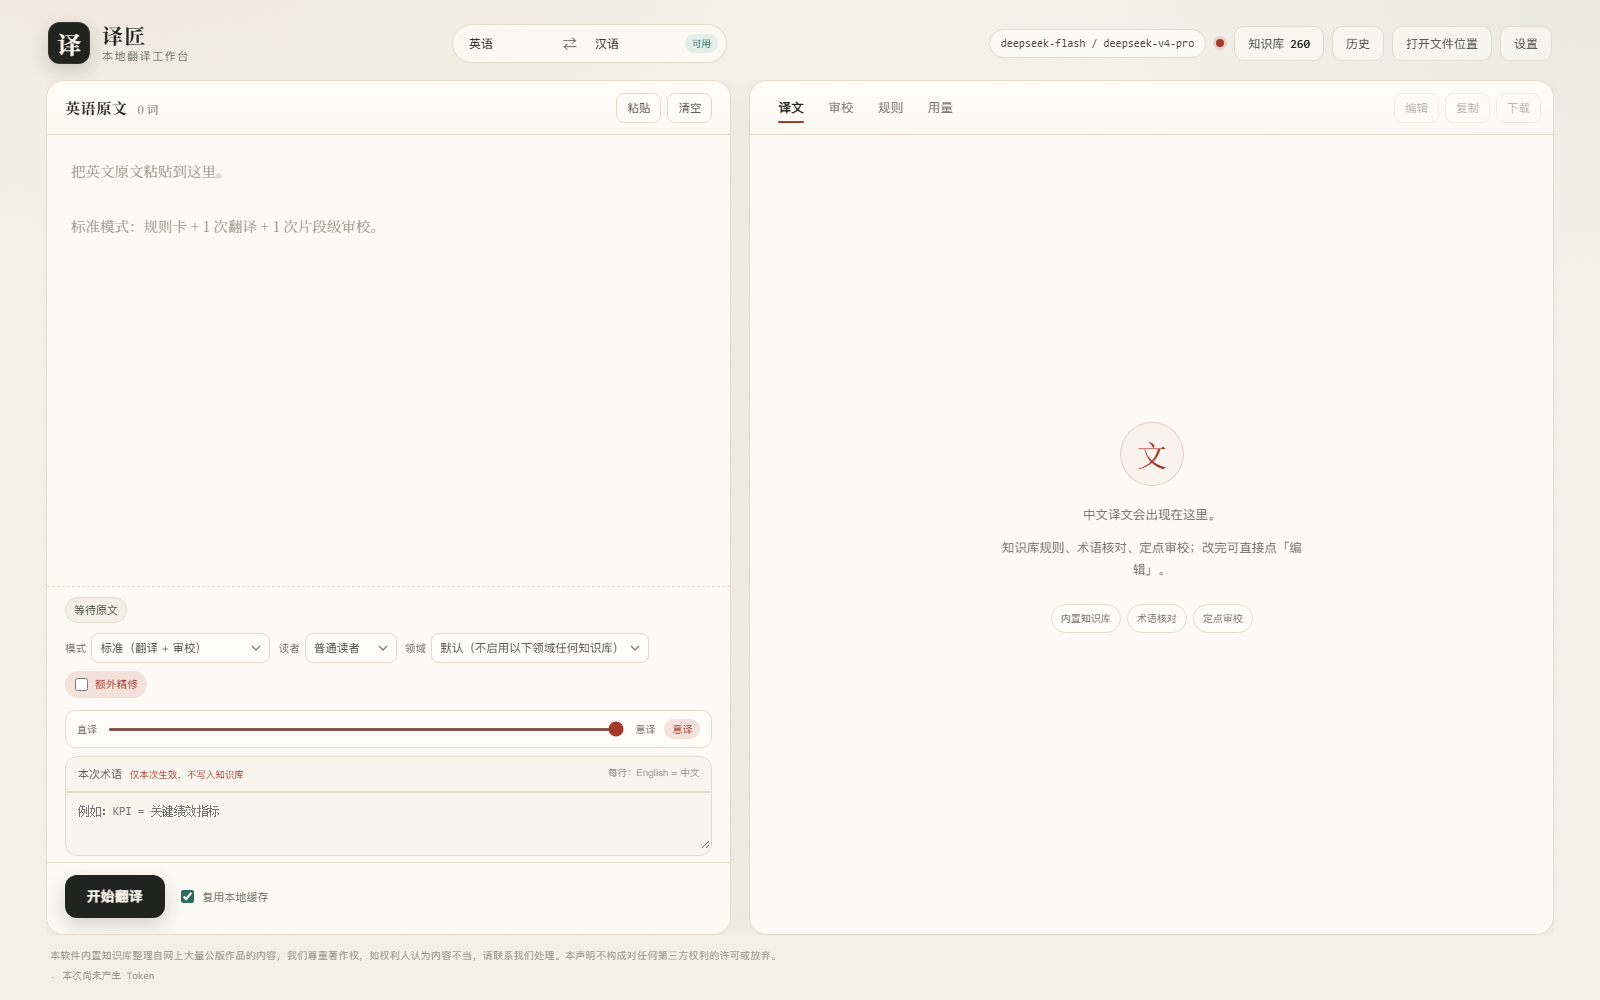 译 译匠
本地翻译工作台
英语 ⇄ 汉语 可用
deepseek-flash / deepseek-v4-pro 知识库 260 历史 打开文件位置 设置
英语原文 0 词 粘贴 清空
把英文原文粘贴到这里。
标准模式：规则卡 + 1 次翻译 + 1 次片段级审校。
等待原文
模式 标准（翻译 + 审校） 读者 普通读者 领域 默认（不启用以下领域任何知识库）
额外精修
直译 意译 意译
本次术语 仅本次生效，不写入知识库 每行：English = 中文
例如: KPI = 关键绩效指标
开始翻译 复用本地缓存
译文 审校 规则 用量 编辑 复制 下载
文
中文译文会出现在这里。
知识库规则、术语核对、定点审校；改完可直接点「编
辑」。
内置知识库 术语核对 定点审校
本软件内置知识库整理自网上大量公版作品的内容，我们尊重著作权，如权利人认为内容不当，请联系我们处理。本声明不构成对任何第三方权利的许可或放弃。
· 本次尚未产生 Token